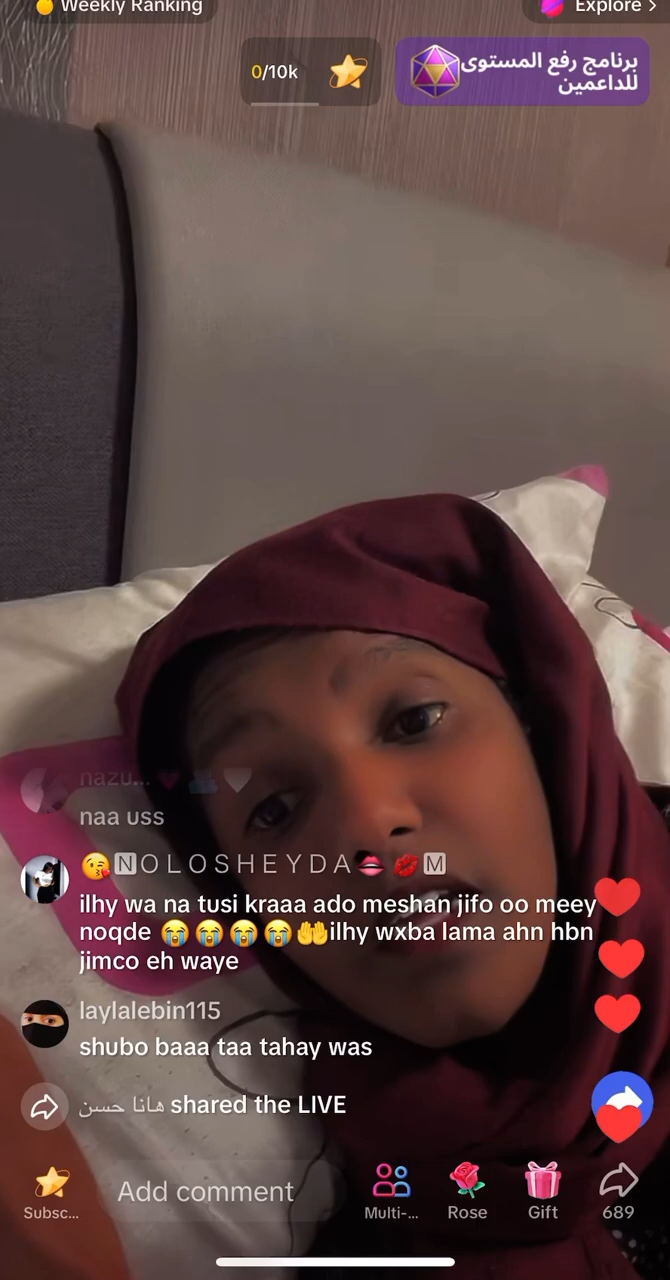 Weekly Ranking
Explore >
0/10k
برنامج رفع المستوى
للداعمين
nazu... 🖤 🫂 🤍
naa uss
😘🅽OLOSHEYDA👄💋🅼
ilhy wa na tusi kraaa ado meshan jifo oo meey
noqde 😭😭😭😭🤲ilhy wxba lama ahn hbn
jimco eh waye
laylalebin115
shubo baaa taa tahay was
هانا حسن shared the LIVE
Add comment
Subsc...
Multi-...
Rose
Gift
689